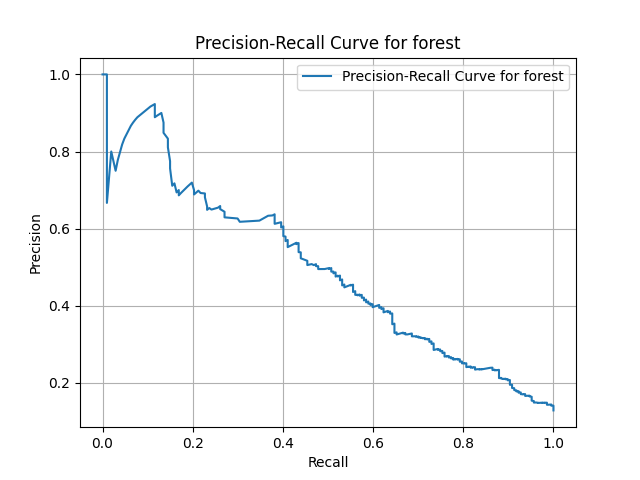 Precision-Recall Curve for forest
Precision-Recall Curve for forest
1.0
0.8
0.6
0.4
0.2
Precision
0.0 0.2 0.4 0.6 0.8 1.0
Recall